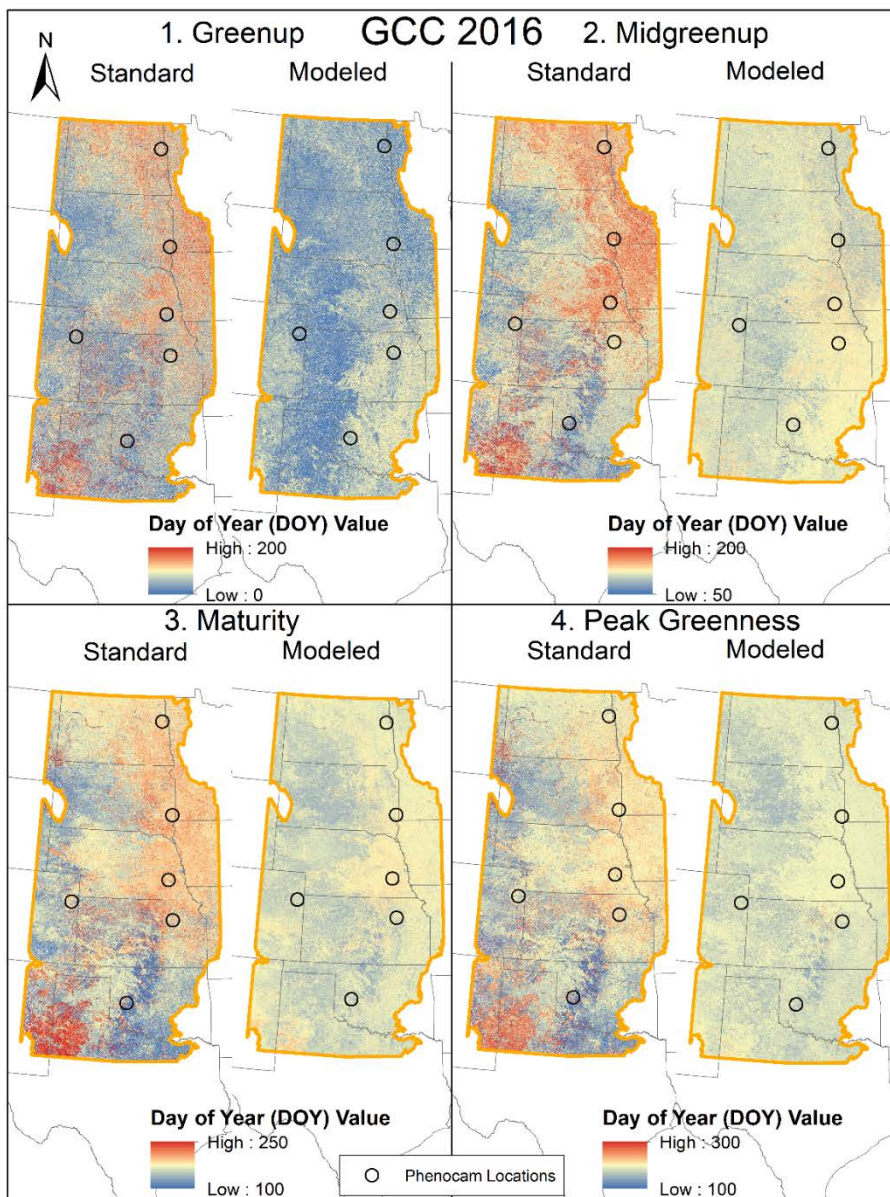 GCC 2016
1. Greenup
2. Midgreenup
N
Standard
Modeled
Standard
Modeled
Day of Year (DOY) Value
High : 200
Low : 0
Day of Year (DOY) Value
High : 200
Low : 50
3. Maturity
4. Peak Greenness
Standard
Modeled
Standard
Modeled
Day of Year (DOY) Value
High : 250
Low : 100
Day of Year (DOY) Value
High : 300
Low : 100
Phenocam Locations